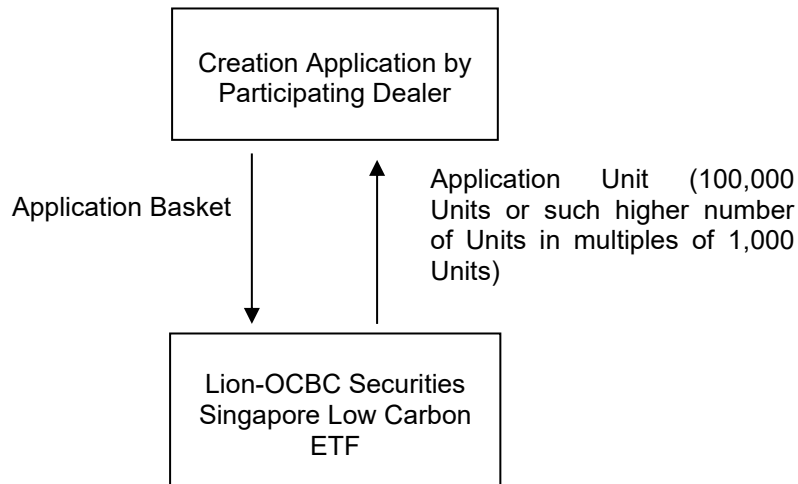 Creation Application by
Participating Dealer
Application Basket
Application Unit (100,000
Units or such higher number
of Units in multiples of 1,000
Units)
Lion-OCBC Securities
Singapore Low Carbon
ETF